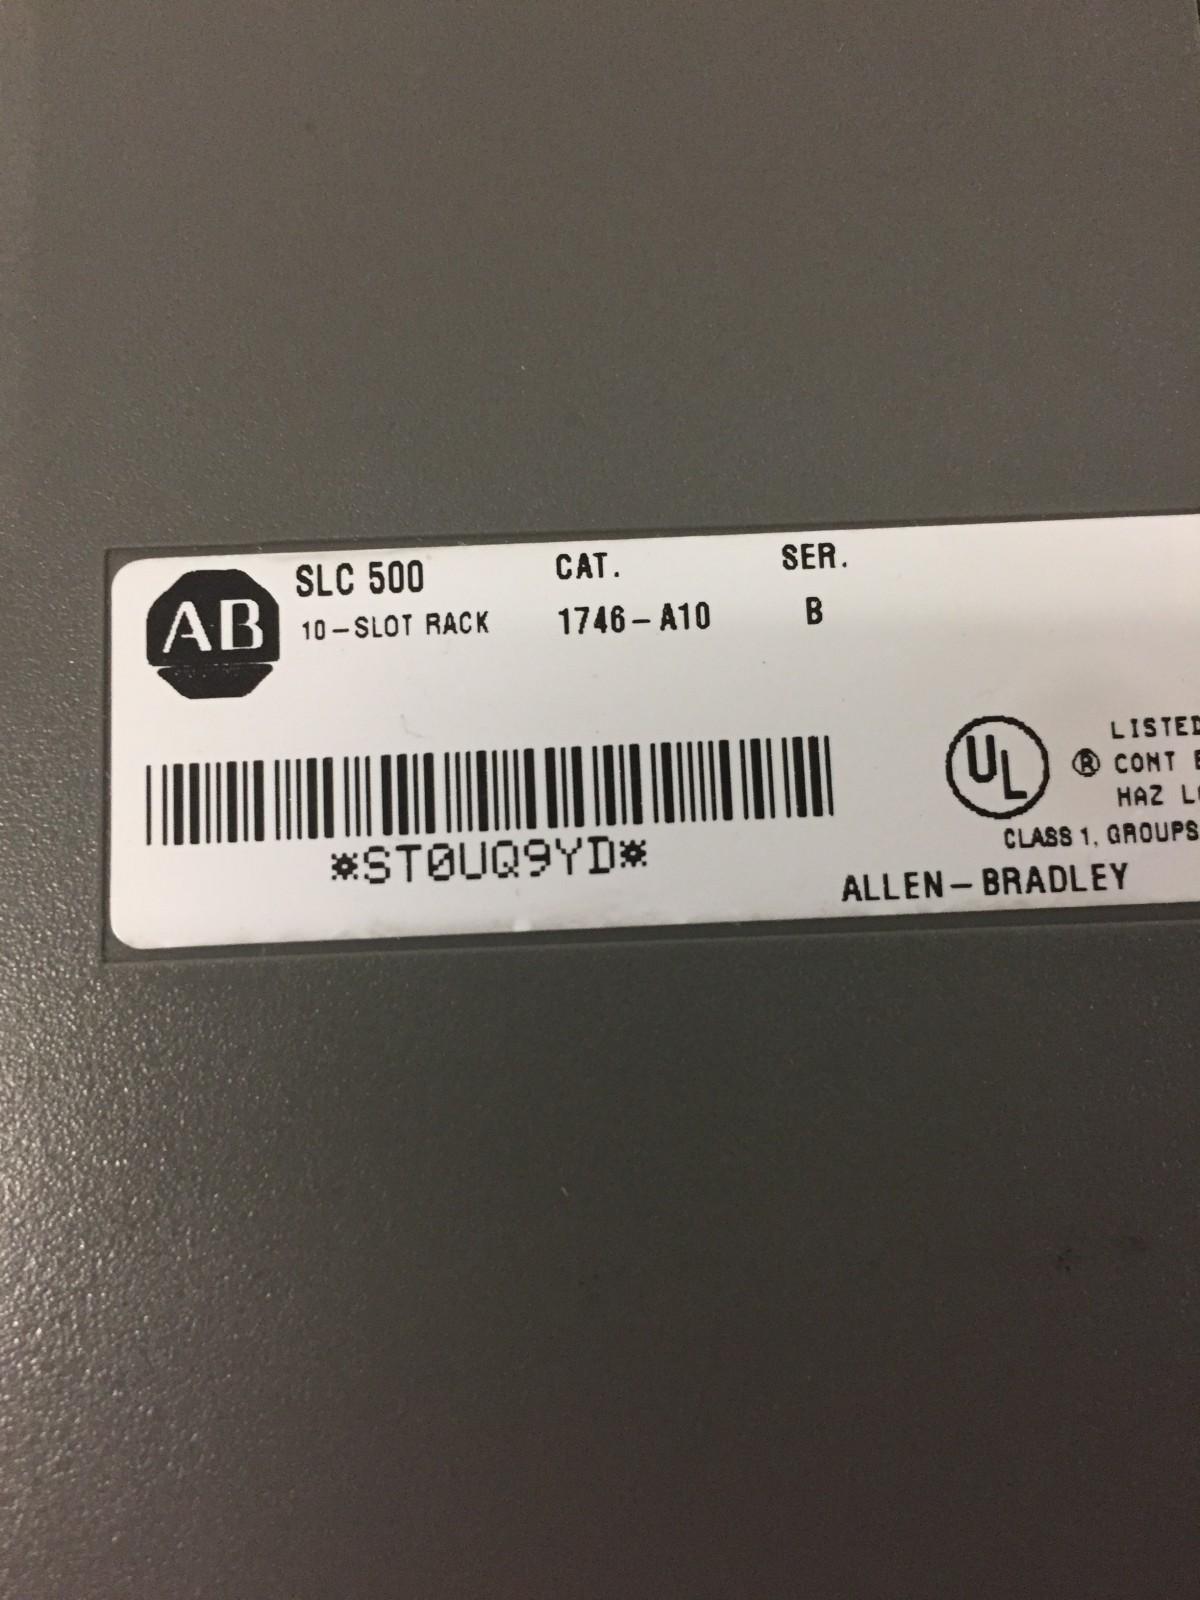 AB
SLC 500 CAT. SER.
10-SLOT RACK 1746-A10 B
UL
® LISTED
CONT
HAZ
CLASS 1, GROUPS
*ST0UQ9YD*
ALLEN-BRADLEY